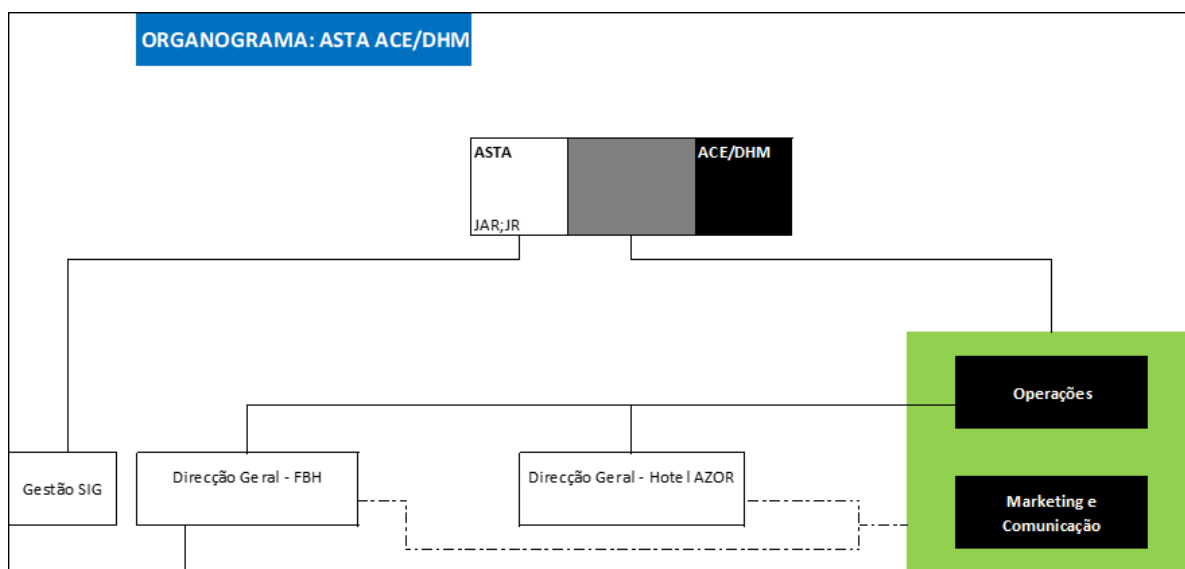 ORGANOGRAMA: ASTA ACE/DHM
ASTA
ACE/DHM
JAR;JR
Operações
Gestão SIG
Direcção Geral - FBH
Direcção Geral - Hotel AZOR
Marketing e
Comunicação